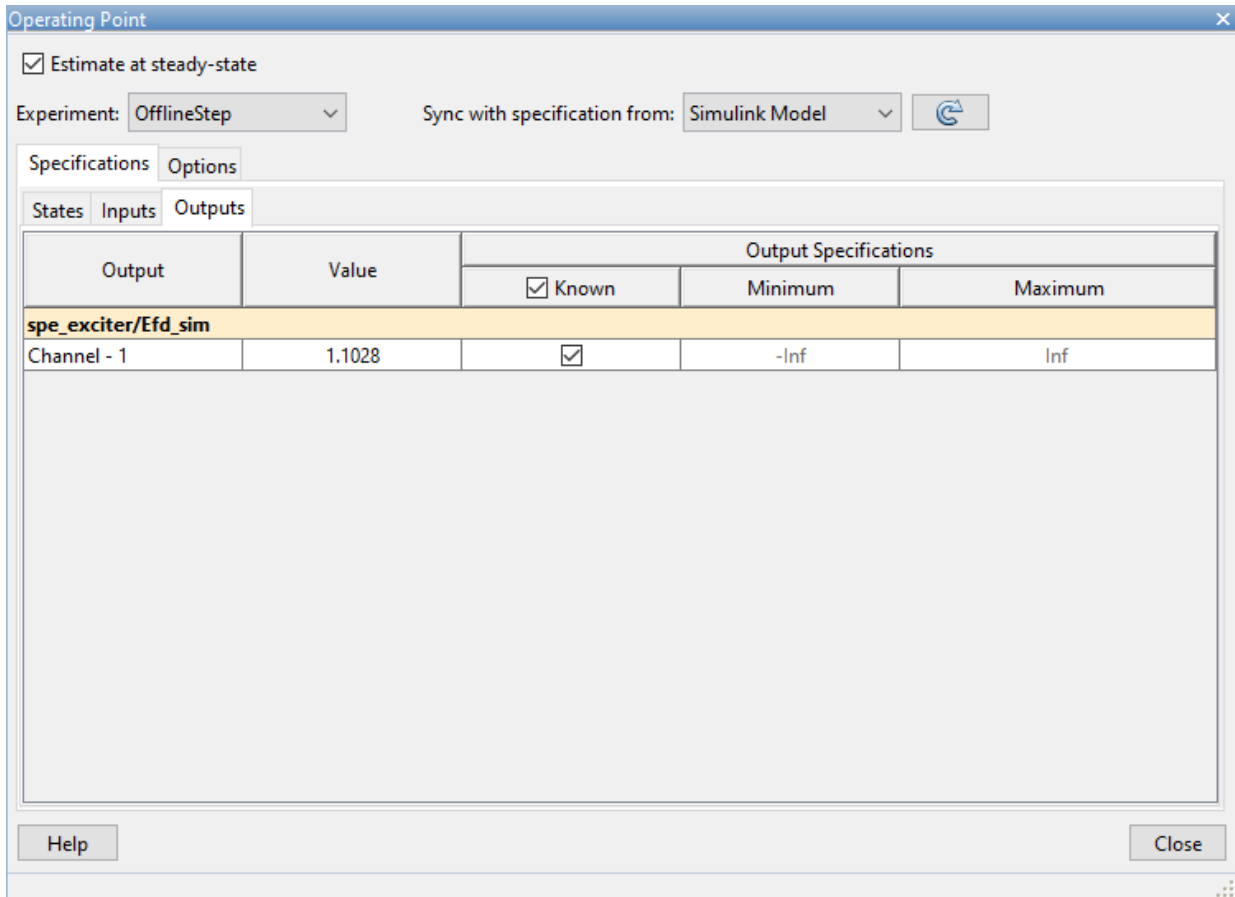 Operating Point
Estimate at steady-state
Experiment: OfflineStep Sync with specification from: Simulink Model
Specifications Options
States Inputs Outputs
Output Value Output Specifications
Known Minimum Maximum
spe_exciter/Efd_sim
Channel - 1 1.1028 -Inf Inf
Help Close